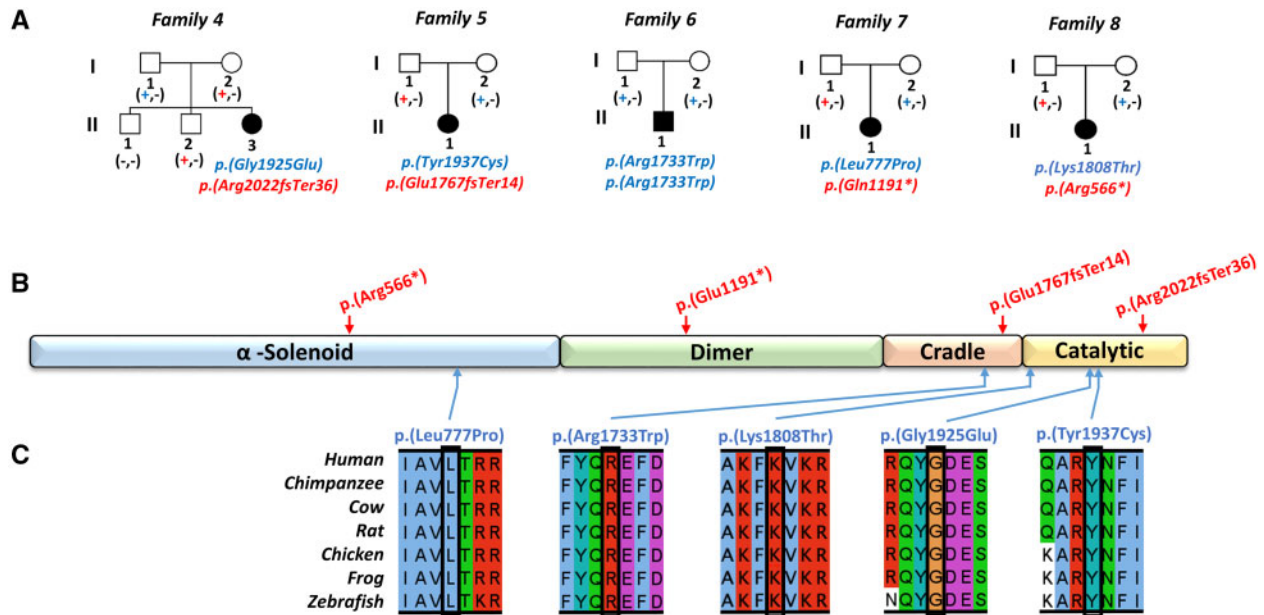 A
Family 4 Family 5 Family 6 Family 7 Family 8
I I I I I
1 2 1 2 1 2 1 2 1 2
(+,-) (+,-) (+,-) (+,-) (+,-) (+,-) (+,-) (+,-) (+,-) (+,-)
II II II II II
1 2 3 1 1 1 1
(-,-) (+,-)
p.(Gly1925Glu) p.(Tyr1937Cys) p.(Arg1733Trp) p.(Leu777Pro) p.(Lys1808Thr)
p.(Arg2022fsTer36) p.(Glu1767fsTer14) p.(Arg1733Trp) p.(Gln1191*) p.(Arg566*)
B
p.(Arg566*) p.(Glu1191*) p.(Glu1767fsTer14) p.(Arg2022fsTer36)
α -Solenoid Dimer Cradle Catalytic
p.(Leu777Pro) p.(Arg1733Trp) p.(Lys1808Thr) p.(Gly1925Glu) p.(Tyr1937Cys)
C
Human IAVLTRR FYQREFD AKFKVKR RQYGDES QARYNFI
Chimpanzee IAVLTRR FYQREFD AKFKVKR RQYGDES QARYNFI
Cow IAVLTRR FYQREFD AKFKVKR RQYGDES QARYNFI
Rat IAVLTRR FYQREFD AKFKVKR RQYGDES QARYNFI
Chicken IAVLTRR FYQREFD AKFKVKR RQYGDES KARYNFI
Frog IAVLTRR FYQREFD AKFKVKR RQYGDES KARYNFI
Zebrafish IAVLTKR FYQREFD AKFKVKR NQYGDES KARYNFI